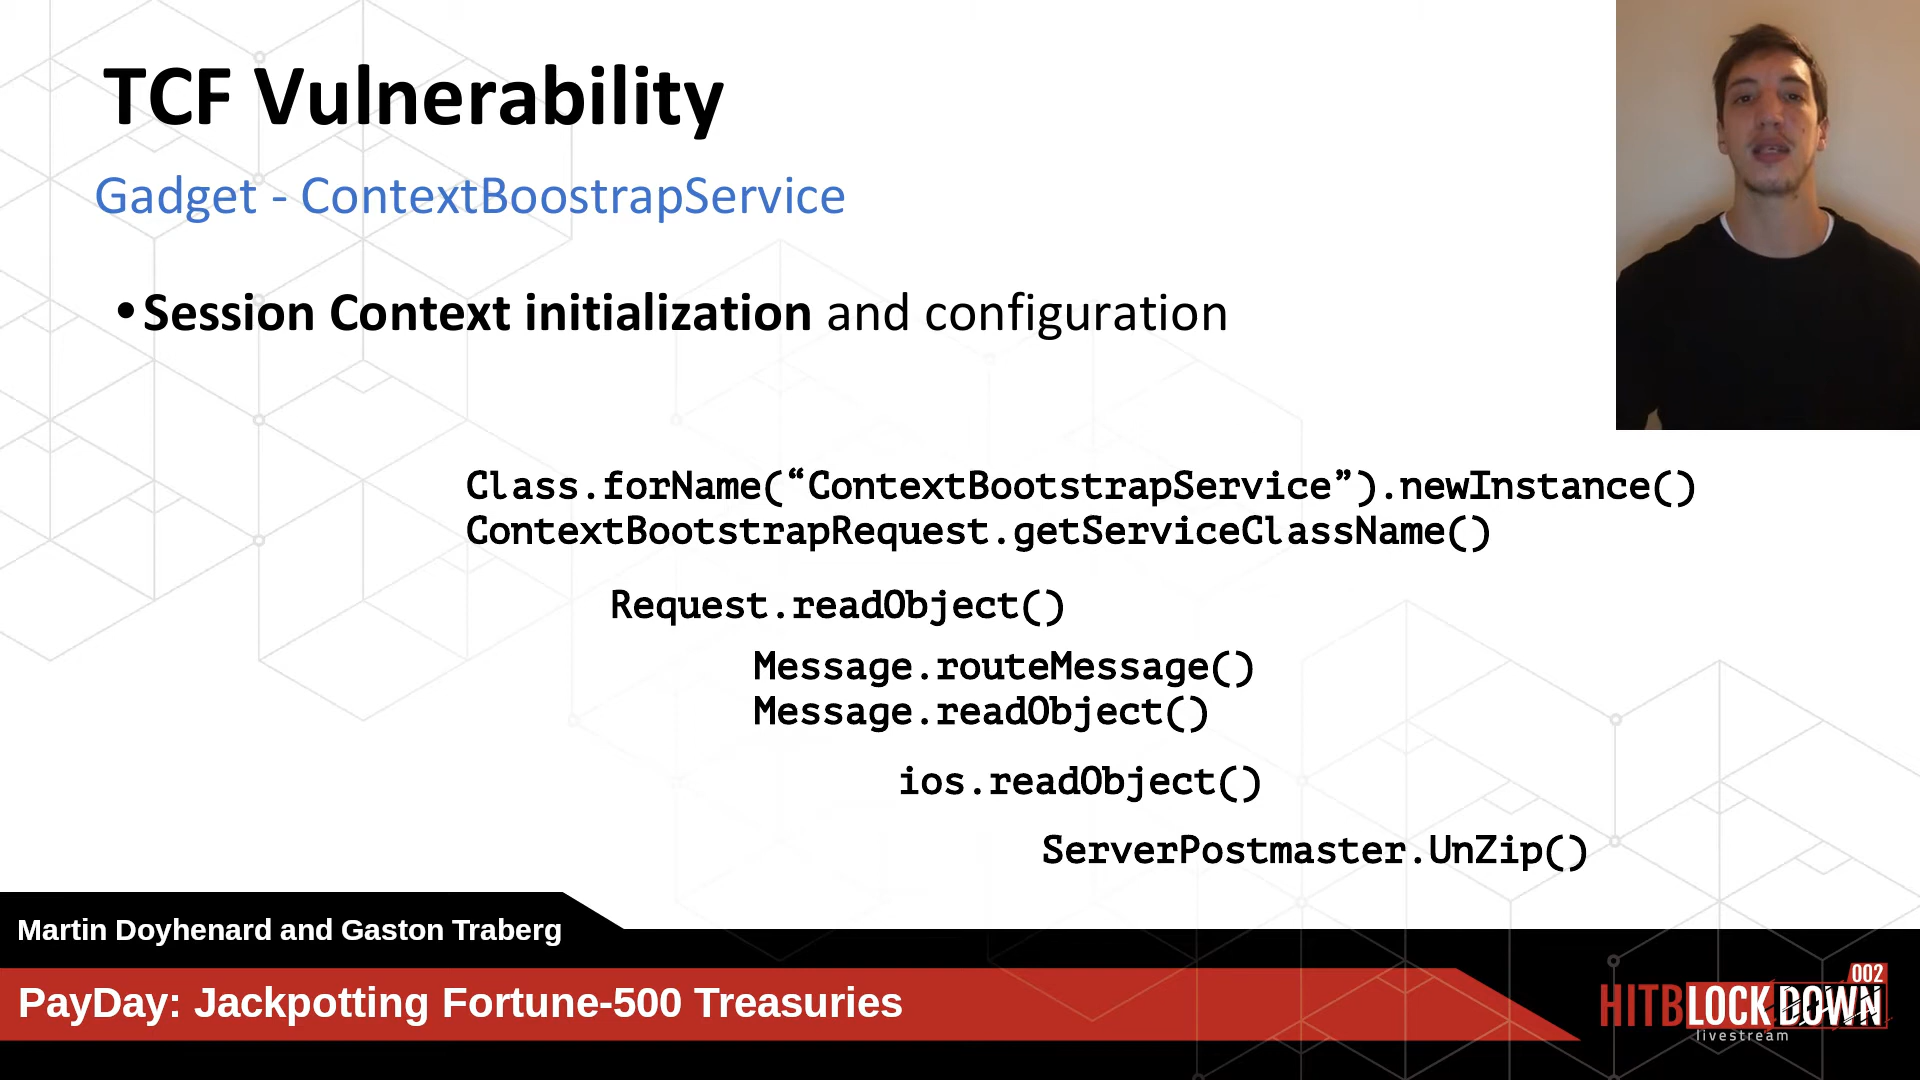 TCF Vulnerability
Gadget - ContextBoostrapService
•Session Context initialization and configuration
Class.forName(“ContextBootstrapService”).newInstance()
ContextBootstrapRequest.getServiceClassName()
Request.readObject()
Message.routeMessage()
Message.readObject()
ios.readObject()
ServerPostmaster.UnZip()
Martin Doyhenard and Gaston Traberg
PayDay: Jackpotting Fortune-500 Treasuries
002
HITBLOCKDOWN
livestream